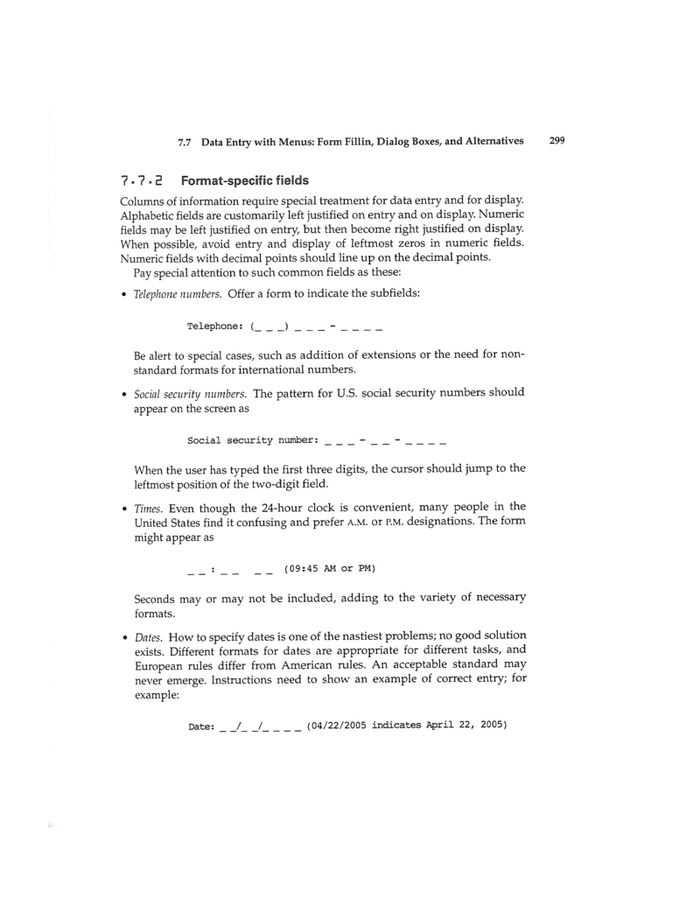 7.7 Data Entry with Menus: Form Fillin, Dialog Boxes, and Alternatives 299
7.7.2 Format-specific fields
Columns of information require special treatment for data entry and for display.
Alphabetic fields are customarily left justified on entry and on display. Numeric
fields may be left justified on entry, but then become right justified on display.
When possible, avoid entry and display of leftmost zeros in numeric fields.
Numeric fields with decimal points should line up on the decimal points.
Pay special attention to such common fields as these:
• Telephone numbers. Offer a form to indicate the subfields:
Telephone: (_ _ _) _ _ _ - _ _ _ _
Be alert to special cases, such as addition of extensions or the need for non-
standard formats for international numbers.
• Social security numbers. The pattern for U.S. social security numbers should
appear on the screen as
Social security number: _ _ _ - _ _ - _ _ _ _
When the user has typed the first three digits, the cursor should jump to the
leftmost position of the two-digit field.
• Times. Even though the 24-hour clock is convenient, many people in the
United States find it confusing and prefer A.M. or P.M. designations. The form
might appear as
_ _ : _ _ _ _ (09:45 AM or PM)
Seconds may or may not be included, adding to the variety of necessary
formats.
• Dates. How to specify dates is one of the nastiest problems; no good solution
exists. Different formats for dates are appropriate for different tasks, and
European rules differ from American rules. An acceptable standard may
never emerge. Instructions need to show an example of correct entry; for
example:
Date: _ _/_ _/_ _ _ _ (04/22/2005 indicates April 22, 2005)